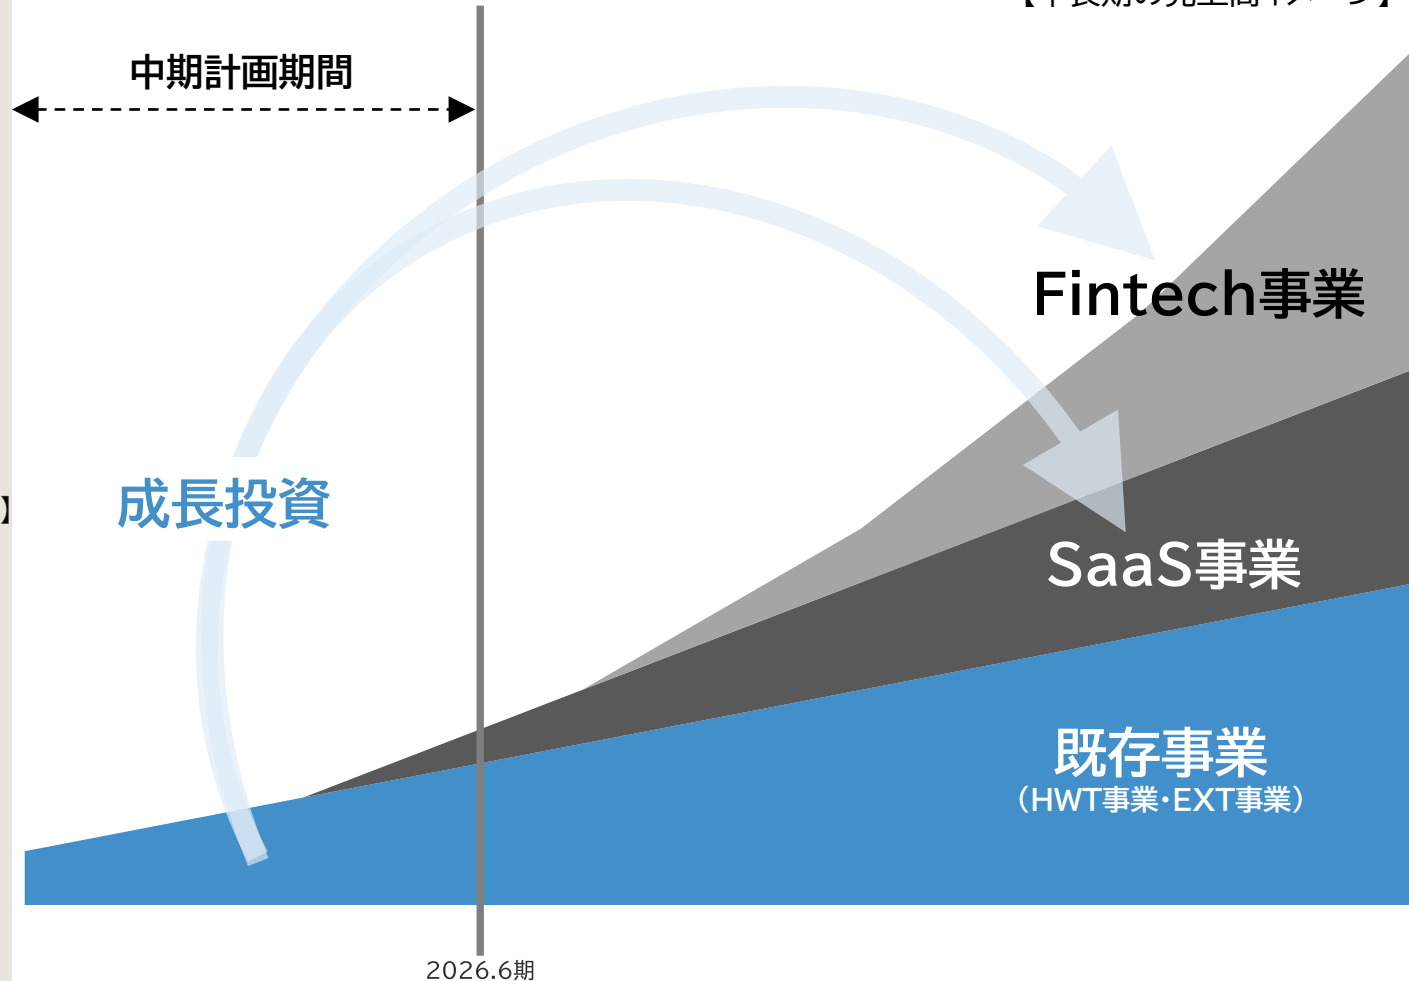 中期計画期間
Fintech事業
成長投資
】
SaaS事業
既存事業
（HWT事業・EXT事業）
2026.6期